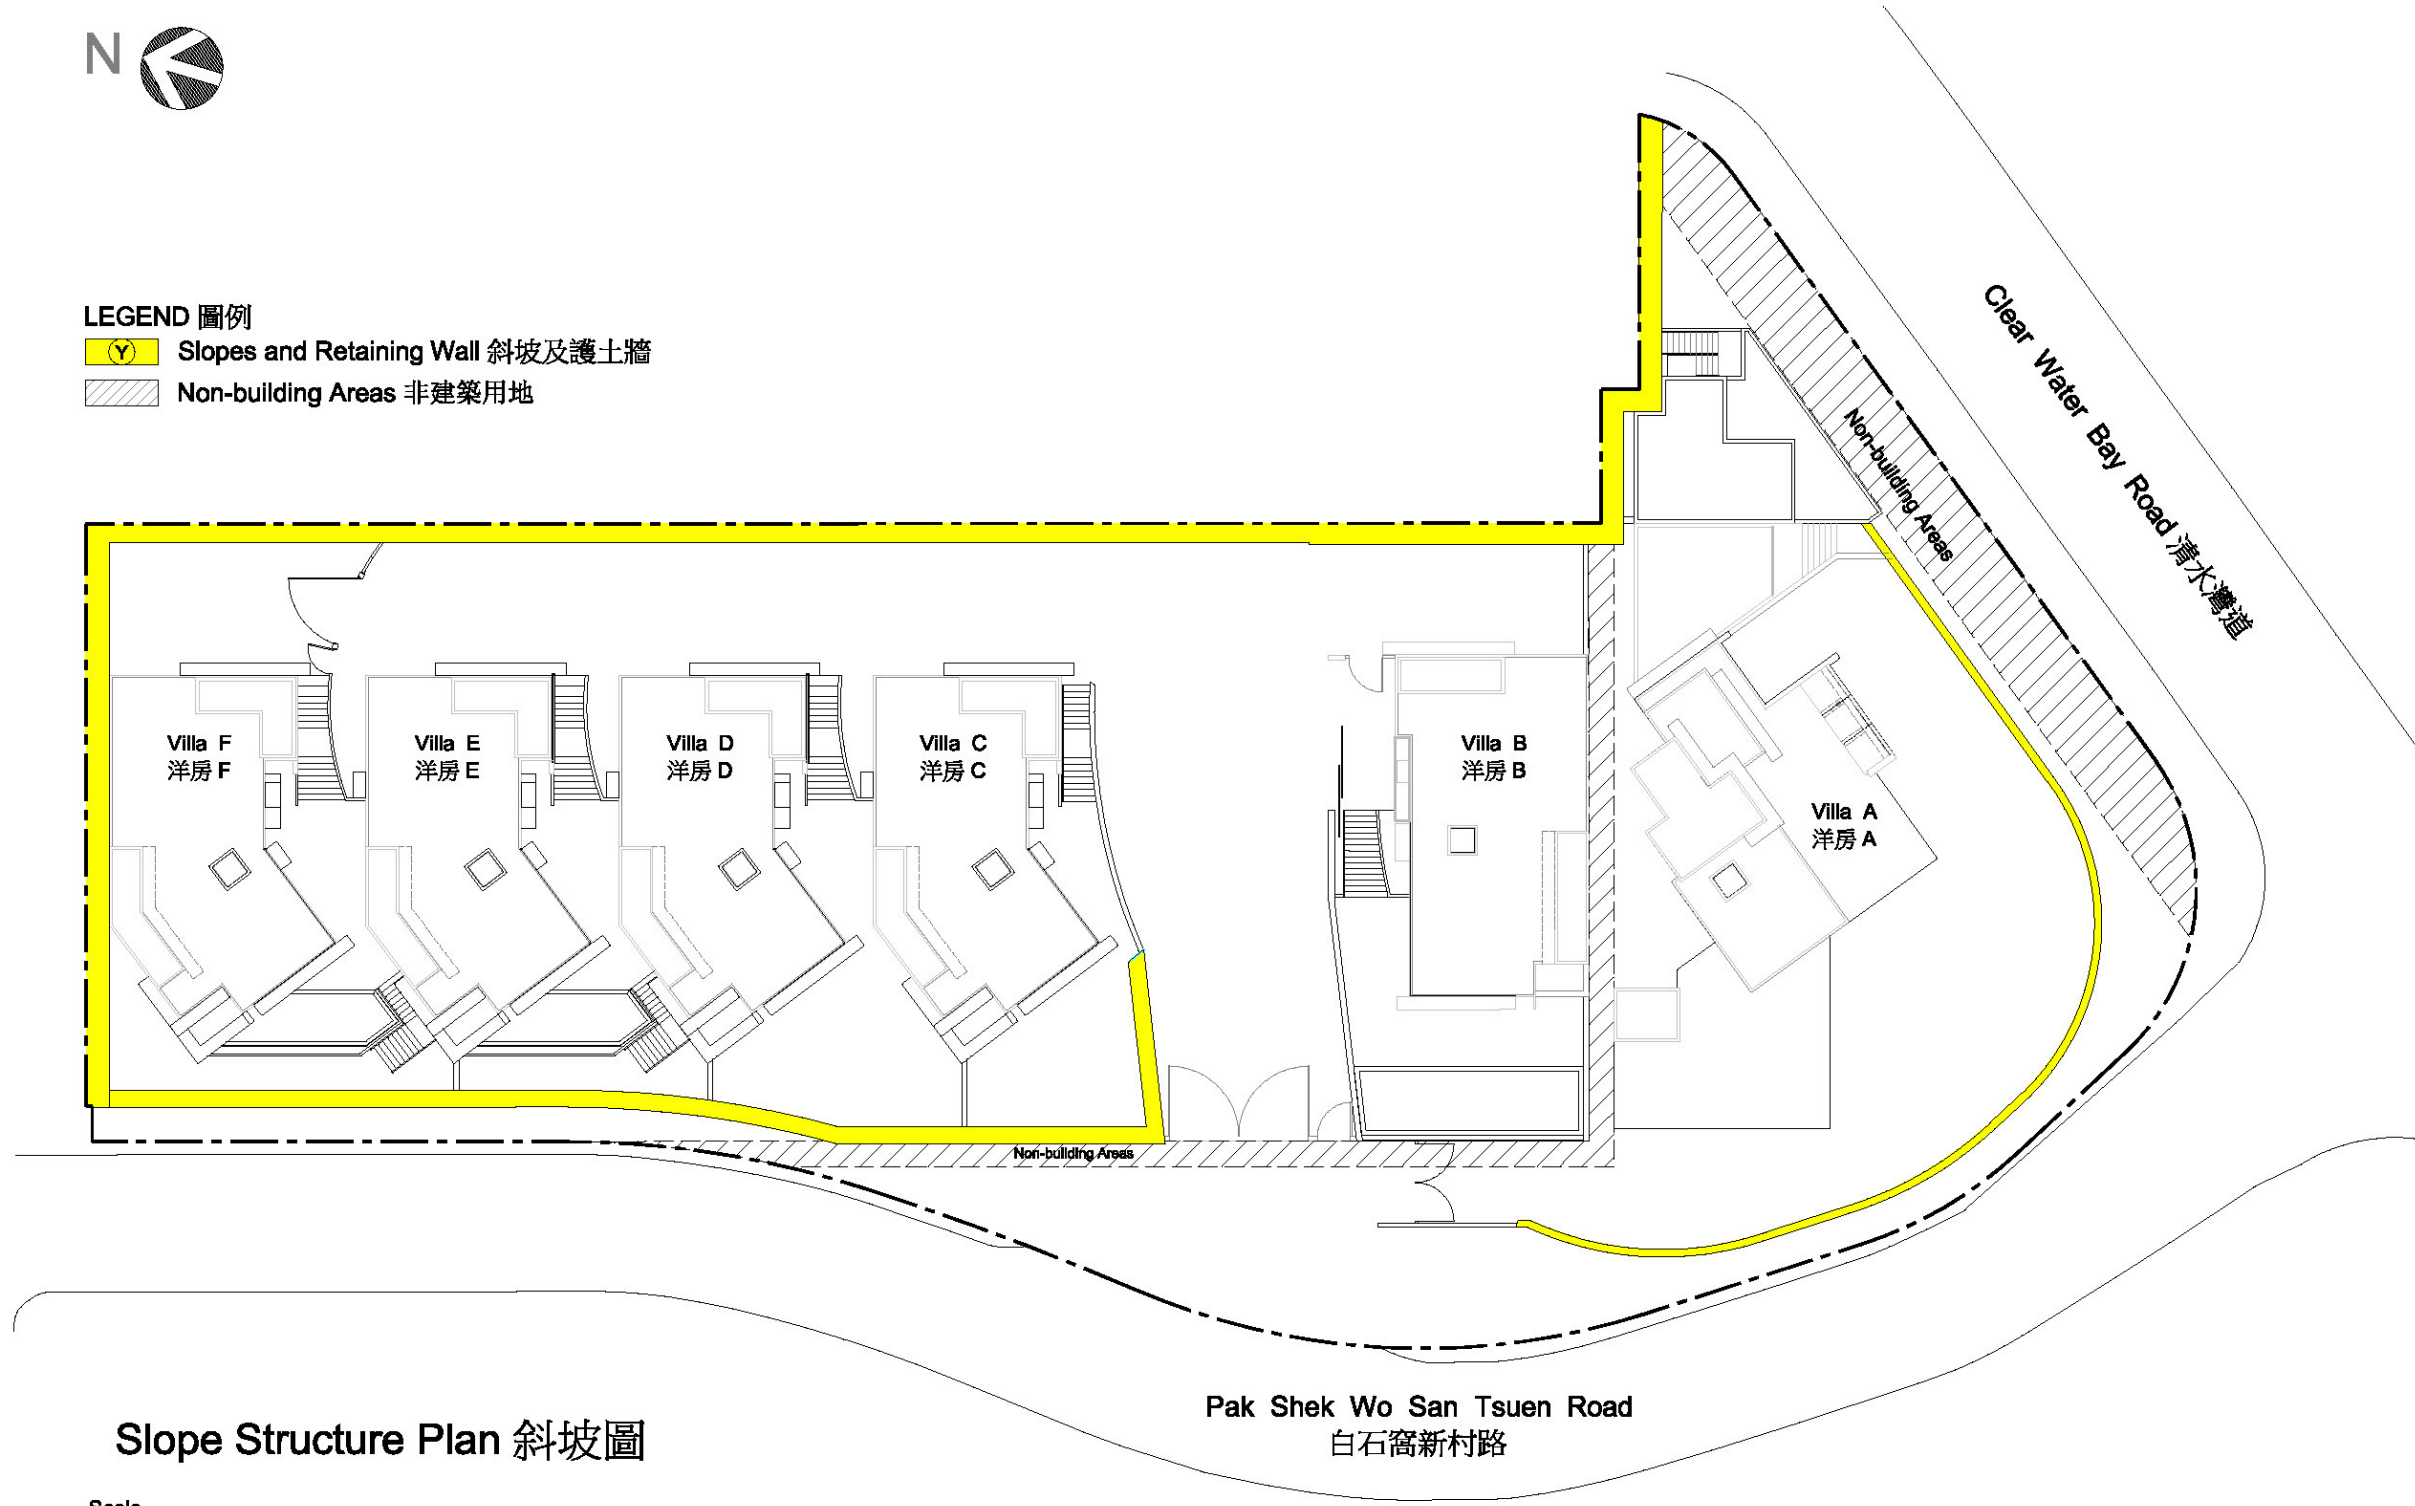 N
LEGEND 圖例
Y Slopes and Retaining Wall 斜坡及護土牆
Non-building Areas 非建築用地
Clear Water Bay Road 清水灣道
Non-building Areas
Villa F
洋房 F
Villa E
洋房 E
Villa D
洋房 D
Villa C
洋房 C
Villa B
洋房 B
Villa A
洋房 A
Non-building Areas
Pak Shek Wo San Tsuen Road
白石窩新村路
Slope Structure Plan 斜坡圖